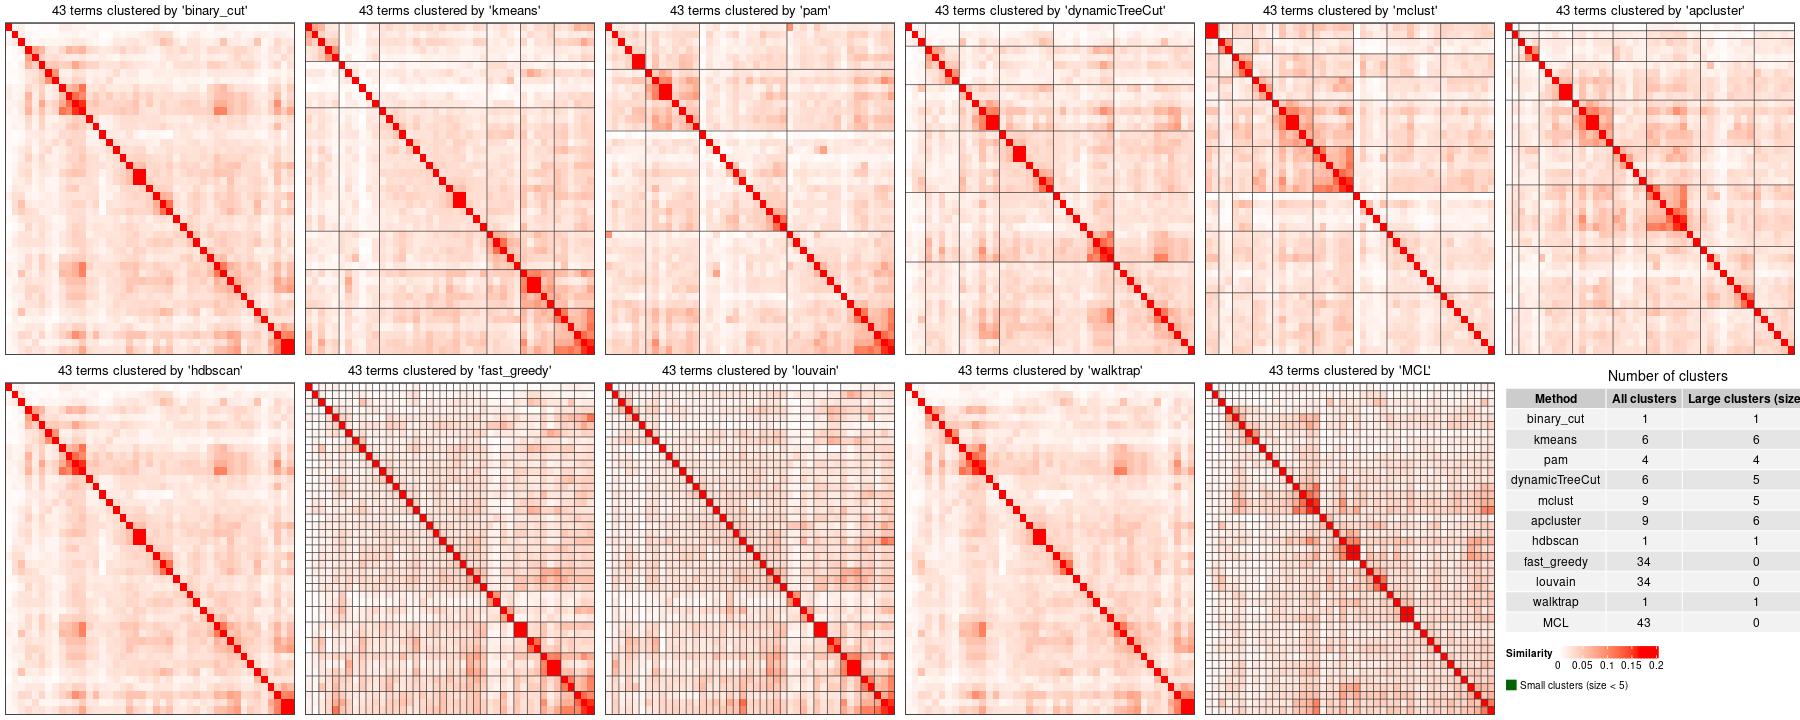 43 terms clustered by 'binary_cut'
43 terms clustered by 'kmeans'
43 terms clustered by 'pam'
43 terms clustered by 'dynamicTreeCut'
43 terms clustered by 'mclust'
43 terms clustered by 'apcluster'
43 terms clustered by 'hdbscan'
43 terms clustered by 'fast_greedy'
43 terms clustered by 'louvain'
43 terms clustered by 'walktrap'
43 terms clustered by 'MCL'
Number of clusters
Method All clusters Large clusters (size
binary_cut 1 1
kmeans 6 6
pam 4 4
dynamicTreeCut 6 5
mclust 9 5
apcluster 9 6
hdbscan 1 1
fast_greedy 34 0
louvain 34 0
walktrap 1 1
MCL 43 0
Similarity
0 0.05 0.1 0.15 0.2
Small clusters (size < 5)